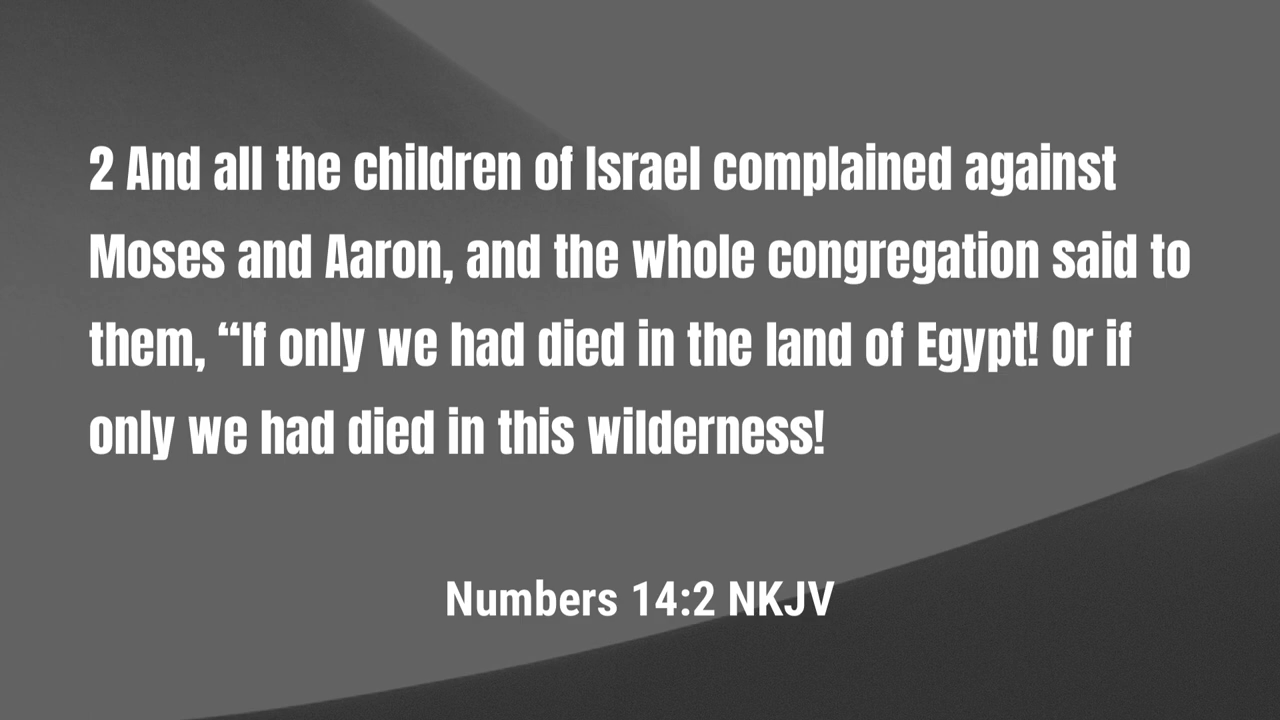 2 And all the children of Israel complained against
Moses and Aaron, and the whole congregation said to
them, “If only we had died in the land of Egypt! Or if
only we had died in this wilderness!
Numbers 14:2 NKJV